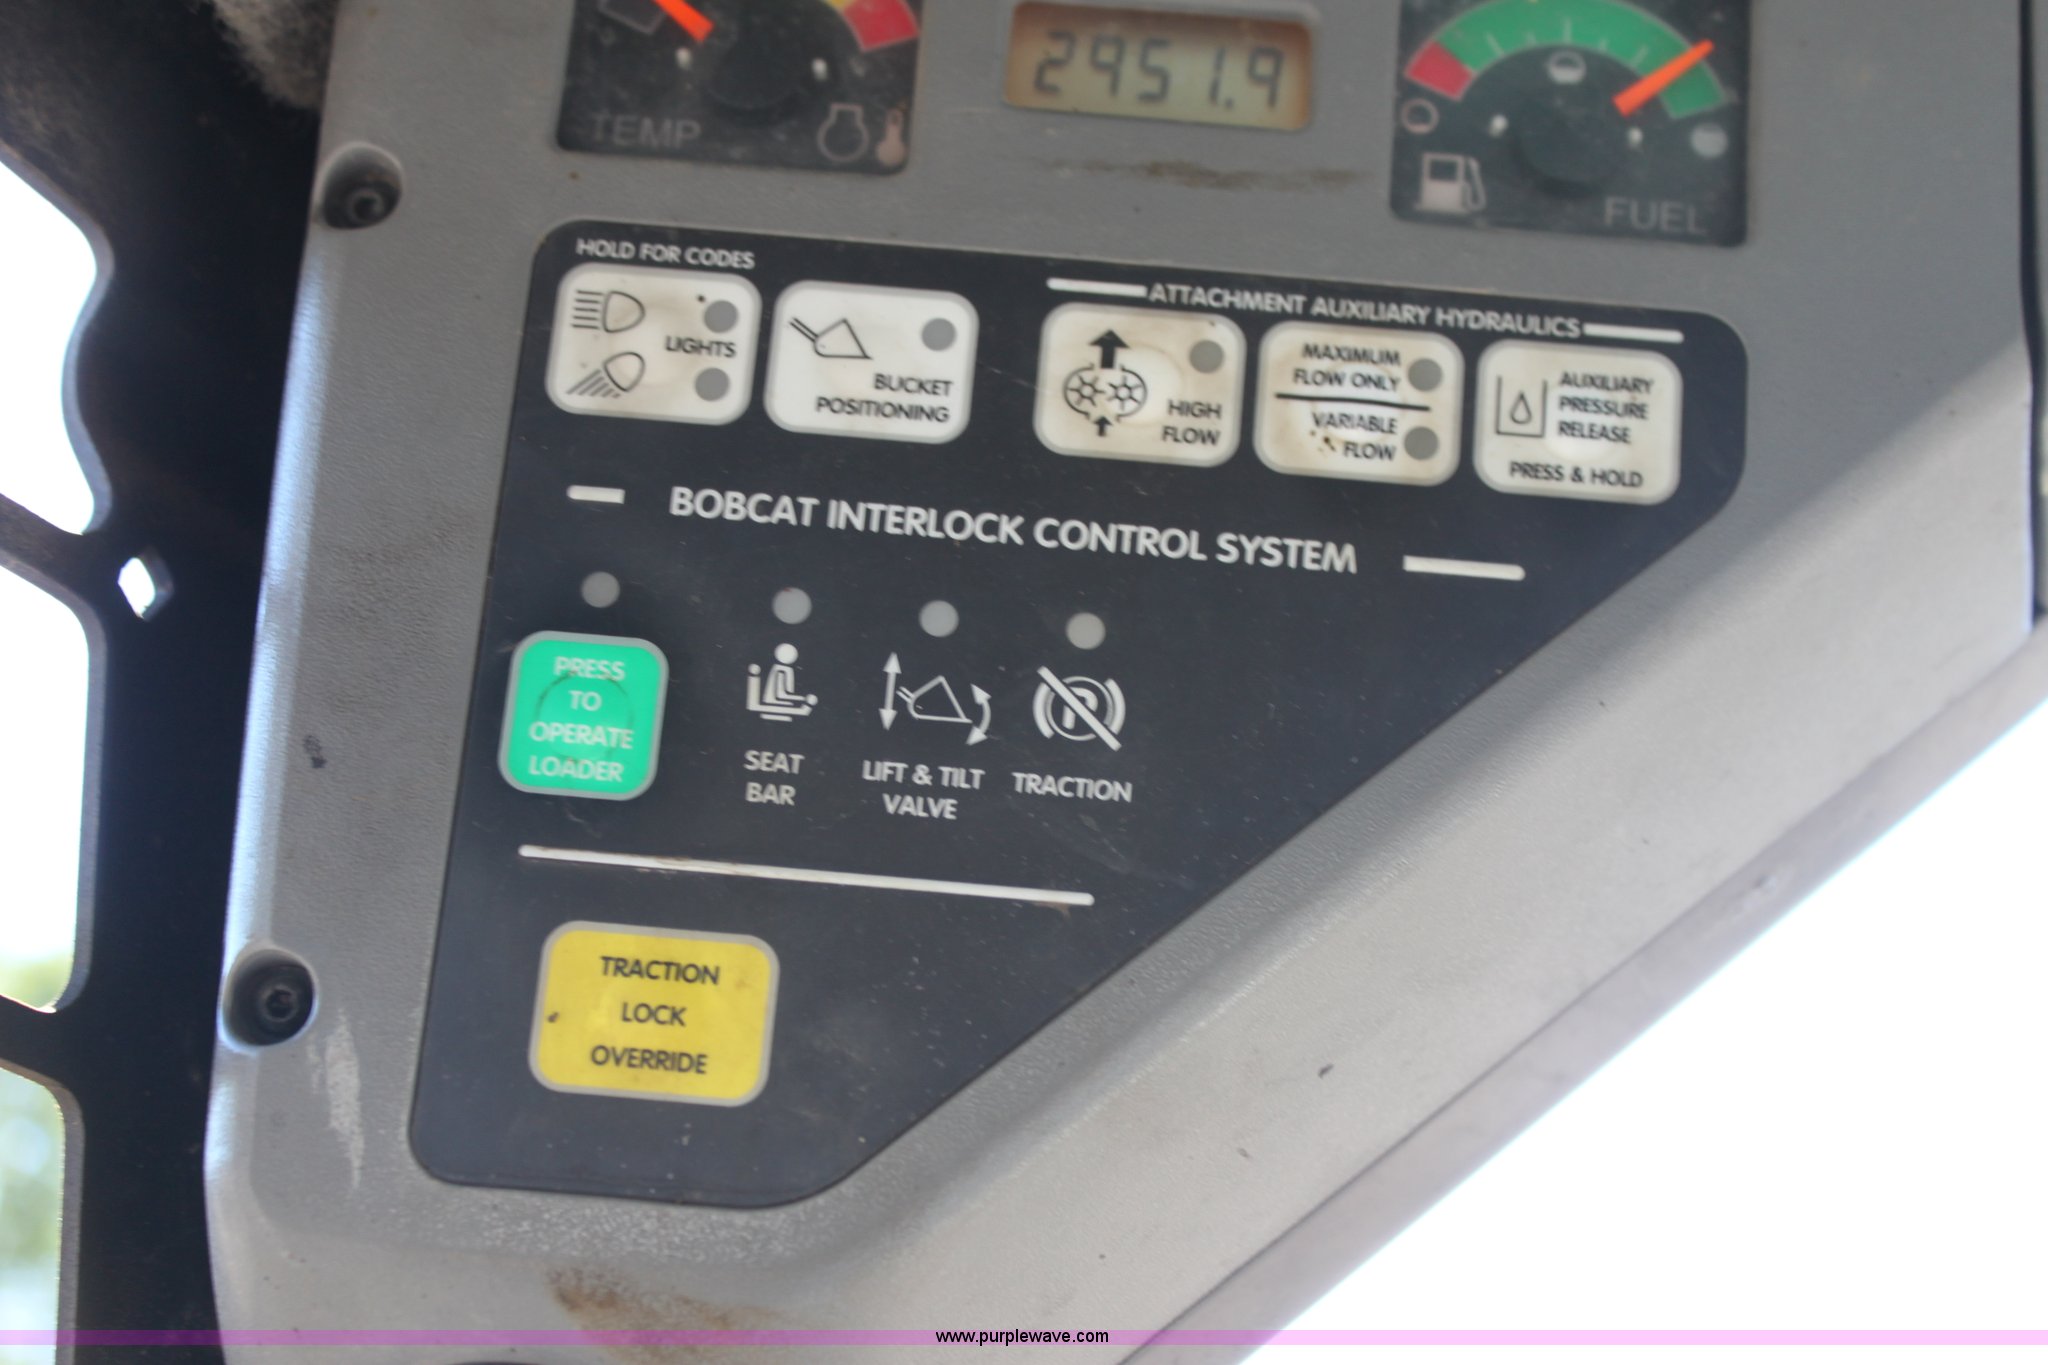 TEMP
2951.9
FUEL
HOLD FOR CODES
LIGHTS
BUCKET
POSITIONING
ATTACHMENT AUXILIARY HYDRAULICS
HIGH
FLOW
MAXIMUM
FLOW ONLY
VARIABLE
FLOW
AUXILIARY
PRESSURE
RELEASE
PRESS & HOLD
BOBCAT INTERLOCK CONTROL SYSTEM
PRESS
TO
OPERATE
LOADER
SEAT
BAR
LIFT & TILT
VALVE
P
TRACTION
TRACTION
LOCK
OVERRIDE
www.purplewave.com